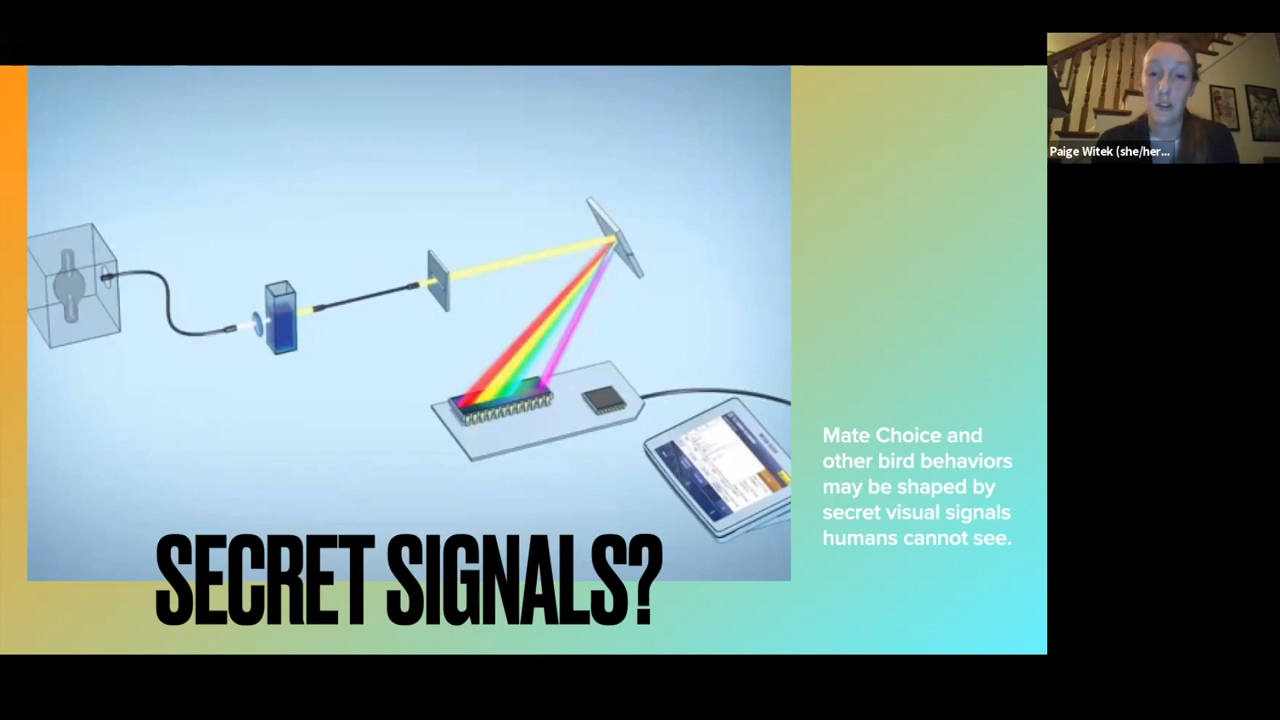 Paige Witek (she/her...
Mate Choice and
other bird behaviors
may be shaped by
secret visual signals
humans cannot see.
SECRET SIGNALS?